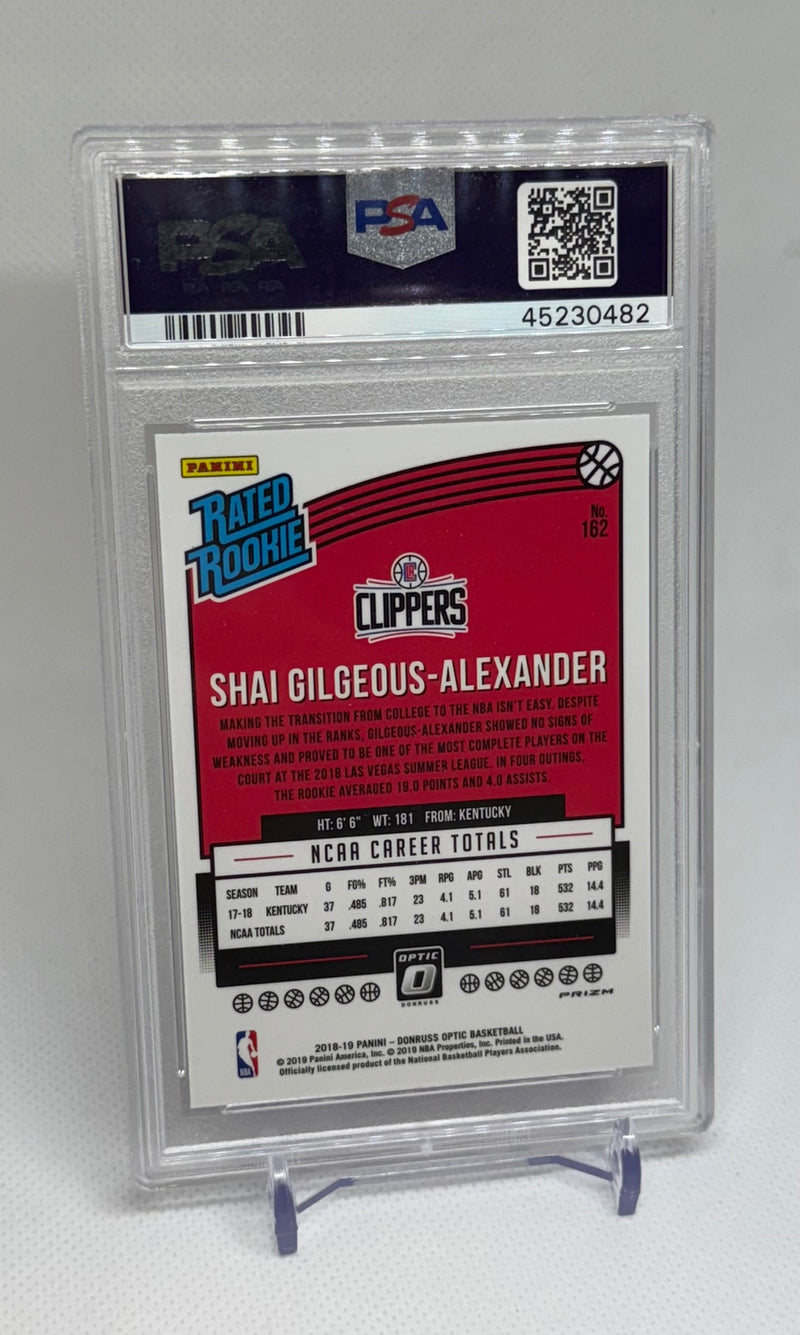 PSA PSA
PSA PSA PSA
45230482
PANINI
RATED
ROOKIE
No.
162
CLIPPERS
SHAI GILGEOUS-ALEXANDER
MAKING THE TRANSITION FROM COLLEGE TO THE NBA ISN'T EASY. DESPITE
MOVING UP IN THE RANKS, GILGEOUS-ALEXANDER SHOWED NO SIGNS OF
WEAKNESS AND PROVED TO BE ONE OF THE MOST COMPLETE PLAYERS ON THE
COURT AT THE 2018 LAS VEGAS SUMMER LEAGUE. IN FOUR OUTINGS,
THE ROOKIE AVERAGED 19.0 POINTS AND 4.0 ASSISTS.
HT: 6' 6" WT: 181 FROM: KENTUCKY
NCAA CAREER TOTALS
SEASON TEAM G FG% FT% 3PM RPG APG STL BLK PTS PPG
17-18 KENTUCKY 37 .485 .817 23 4.1 5.1 61 18 532 14.4
NCAA TOTALS 37 .485 .817 23 4.1 5.1 61 18 532 14.4
OPTIC
DONRUSS
PRIZM
NBA
2018-19 PANINI – DONRUSS OPTIC BASKETBALL
© 2019 Panini America, Inc. © 2019 NBA Properties, Inc. Printed in the USA.
Officially licensed product of the National Basketball Players Association.